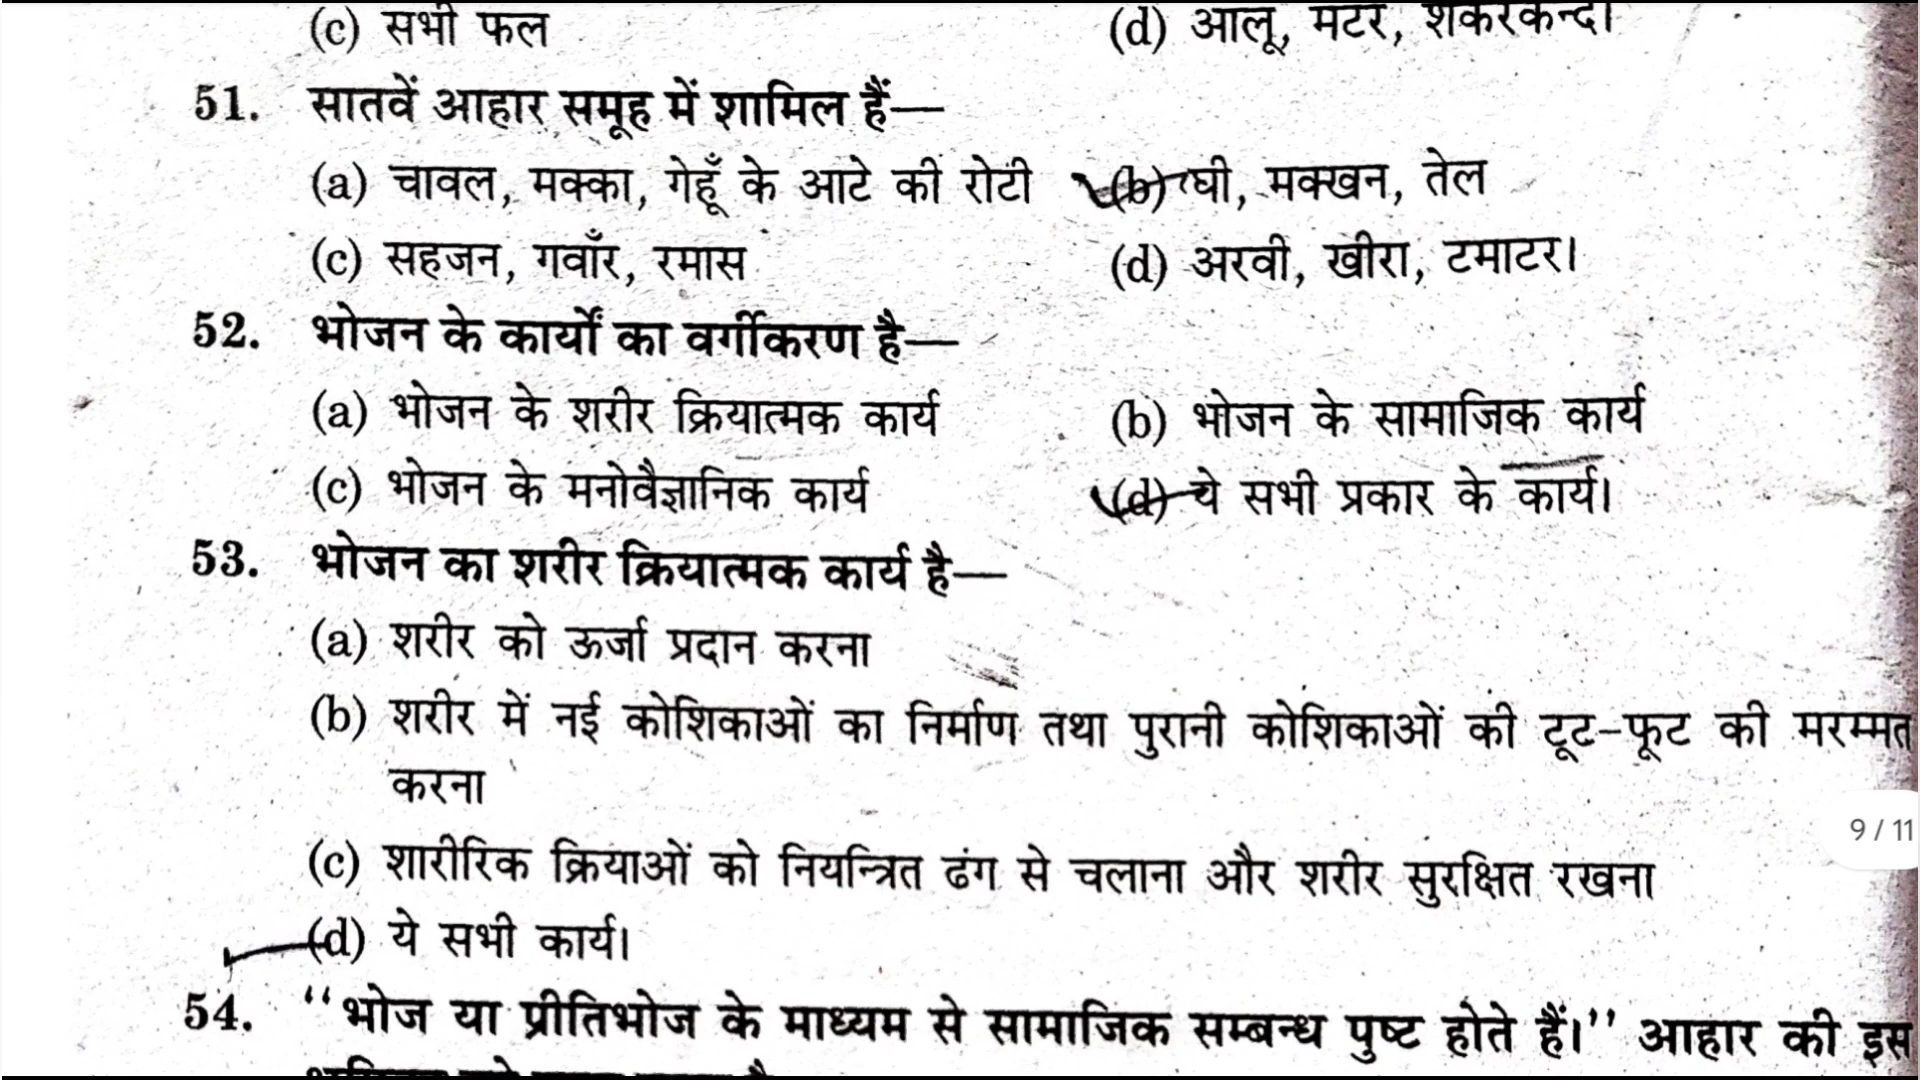 (c) सभी फल (d) आलू, मटर, शकरकन्द।
51. सातवें आहार समूह में शामिल हैं—
(a) चावल, मक्का, गेहूँ के आटे की रोटी (b) घी, मक्खन, तेल
(c) सहजन, गवाँर, रमास (d) अरवी, खीरा, टमाटर।
52. भोजन के कार्यों का वर्गीकरण है—
(a) भोजन के शरीर क्रियात्मक कार्य (b) भोजन के सामाजिक कार्य
(c) भोजन के मनोवैज्ञानिक कार्य (d) ये सभी प्रकार के कार्य।
53. भोजन का शरीर क्रियात्मक कार्य है—
(a) शरीर को ऊर्जा प्रदान करना
(b) शरीर में नई कोशिकाओं का निर्माण तथा पुरानी कोशिकाओं की टूट-फूट की मरम्मत
करना
9 / 11
(c) शारीरिक क्रियाओं को नियन्त्रित ढंग से चलाना और शरीर सुरक्षित रखना
(d) ये सभी कार्य।
54. ‘‘भोज या प्रीतिभोज के माध्यम से सामाजिक सम्बन्ध पुष्ट होते हैं।’’ आहार की इस